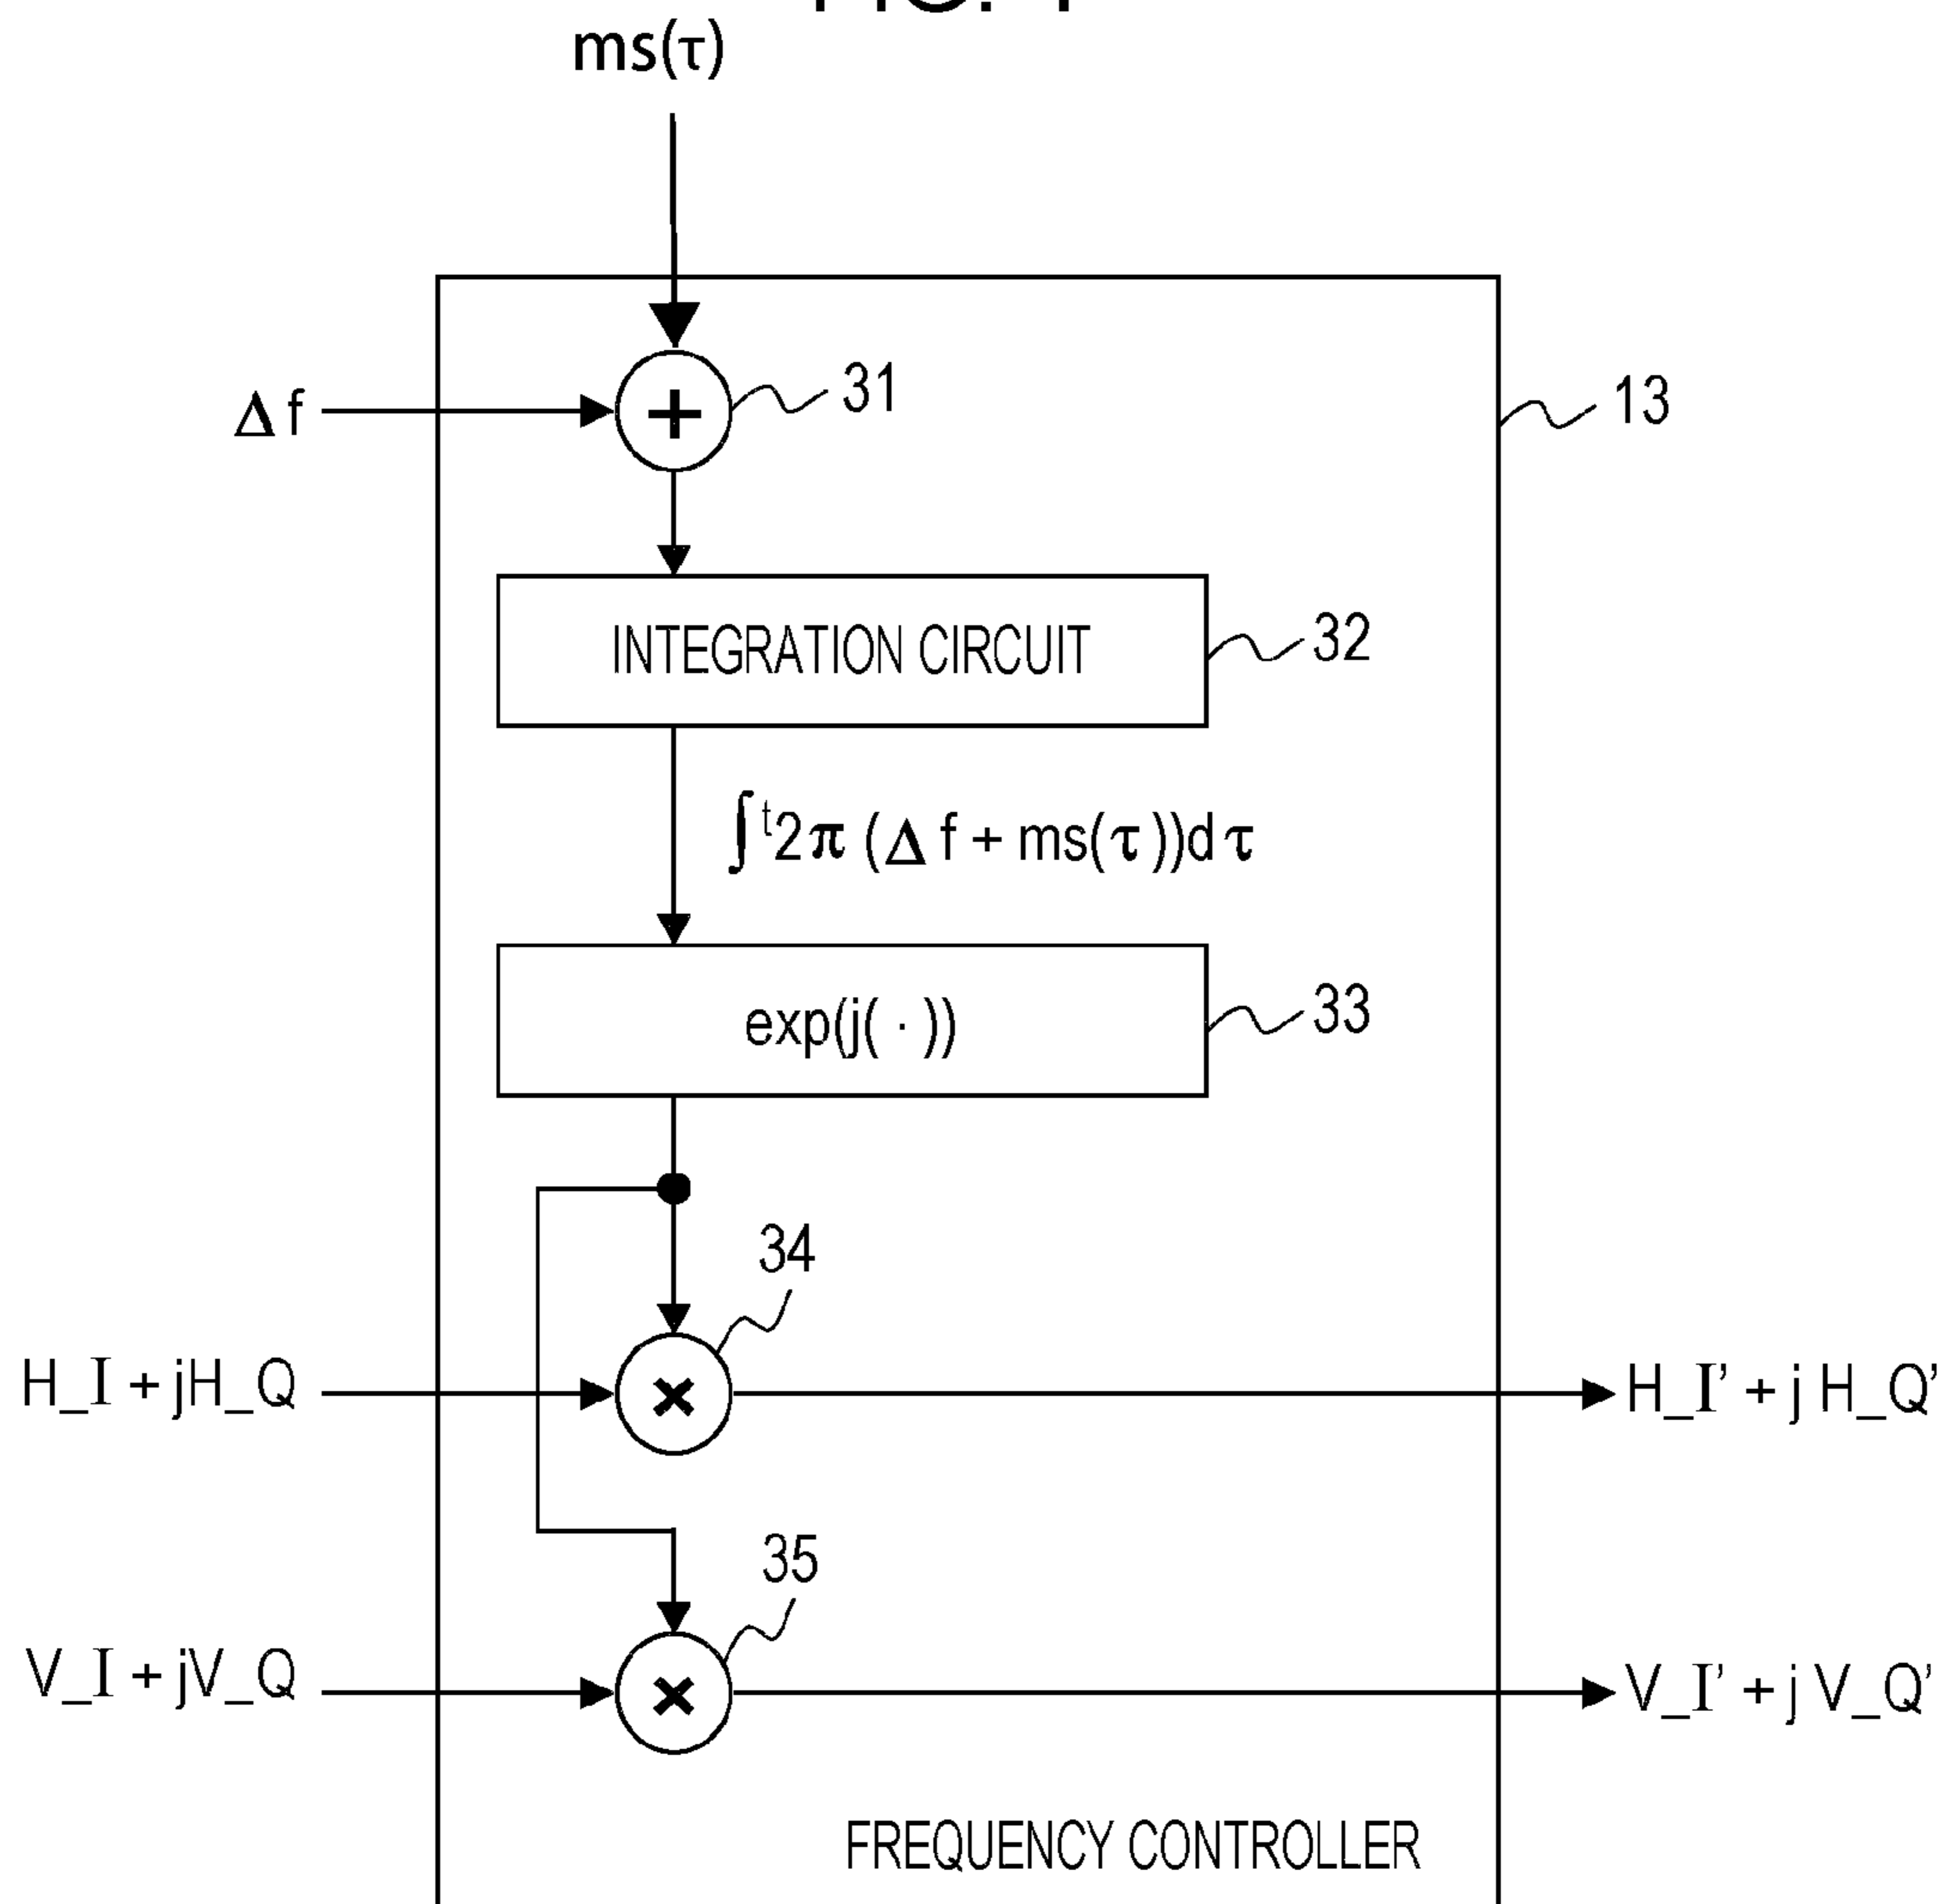 ms(τ)
Δf
31
13
INTEGRATION CIRCUIT
32
∫ᵗ2π(Δf + ms(τ))dτ
exp(j( · ))
33
34
H_I + jH_Q
H_I' + j H_Q'
35
V_I + jV_Q
V_I' + j V_Q'
FREQUENCY CONTROLLER